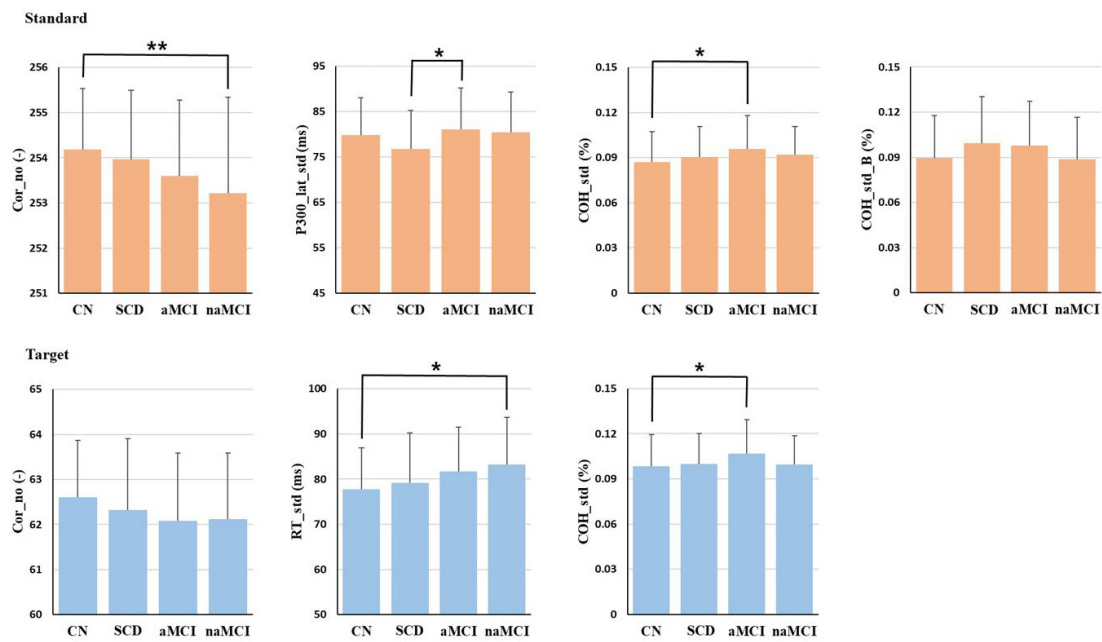 Standard
**
Cor_no (-)
256
255
254
253
252
251
CN SCD aMCI naMCI
*
P300_lat_std (ms)
95
85
75
65
55
45
CN SCD aMCI naMCI
*
COH_std (%)
0.15
0.12
0.09
0.06
0.03
0
CN SCD aMCI naMCI
COH_std_B (%)
0.15
0.12
0.09
0.06
0.03
0
CN SCD aMCI naMCI
Target
Cor_no (-)
65
64
63
62
61
60
CN SCD aMCI naMCI
*
RT_std (ms)
100
90
80
70
60
50
CN SCD aMCI naMCI
*
COH_std (%)
0.15
0.12
0.09
0.06
0.03
0
CN SCD aMCI naMCI